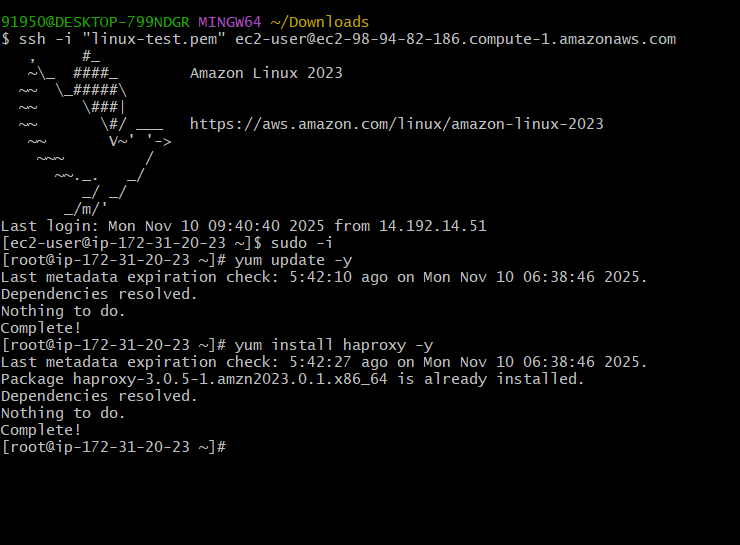 91950@DESKTOP-799NDGR MINGW64 ~/Downloads
$ ssh -i "linux-test.pem" ec2-user@ec2-98-94-82-186.compute-1.amazonaws.com
   ,     #_
   ~\_  ####_        Amazon Linux 2023
  ~~  \_#####\
  ~~     \###|
  ~~       \#/ ___   https://aws.amazon.com/linux/amazon-linux-2023
   ~~       V~' '->
    ~~~         /
      ~~._.   _/
         _/ _/
       _/m/'
Last login: Mon Nov 10 09:40:40 2025 from 14.192.14.51
[ec2-user@ip-172-31-20-23 ~]$ sudo -i
[root@ip-172-31-20-23 ~]# yum update -y
Last metadata expiration check: 5:42:10 ago on Mon Nov 10 06:38:46 2025.
Dependencies resolved.
Nothing to do.
Complete!
[root@ip-172-31-20-23 ~]# yum install haproxy -y
Last metadata expiration check: 5:42:27 ago on Mon Nov 10 06:38:46 2025.
Package haproxy-3.0.5-1.amzn2023.0.1.x86_64 is already installed.
Dependencies resolved.
Nothing to do.
Complete!
[root@ip-172-31-20-23 ~]#